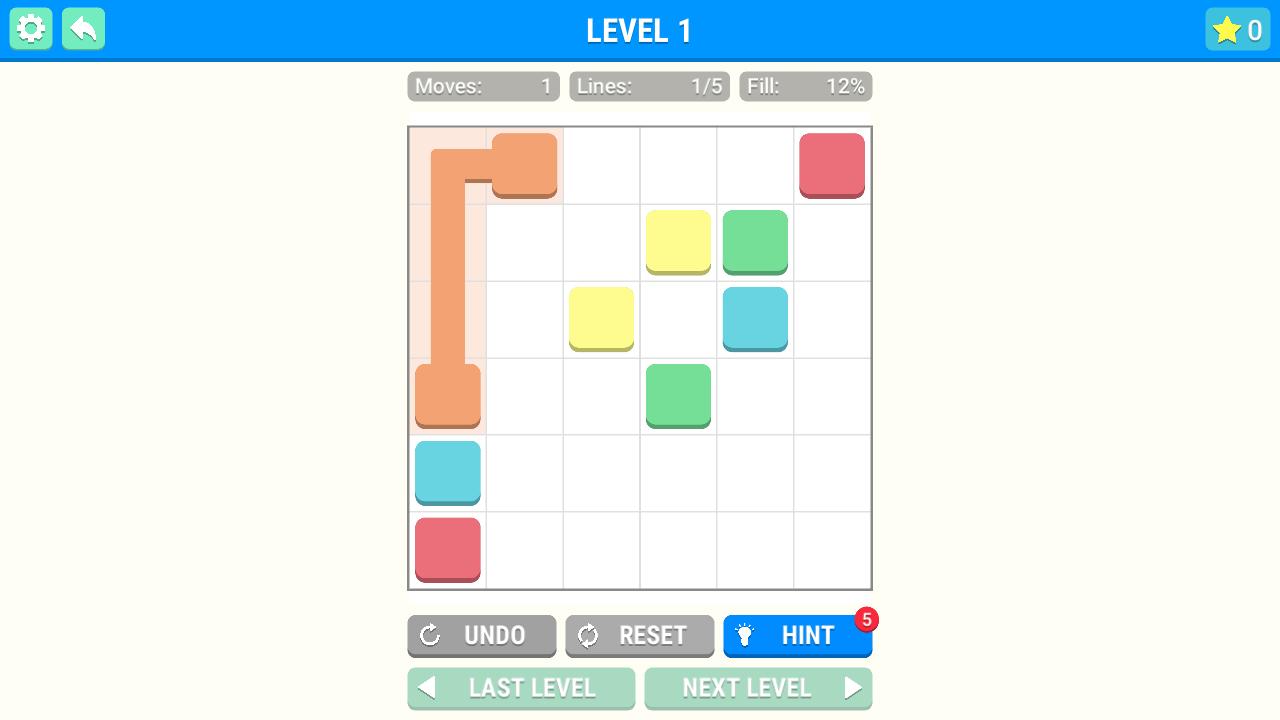 LEVEL 1
0
Moves: 1
Lines: 1/5
Fill: 12%
UNDO
RESET
HINT
5
LAST LEVEL
NEXT LEVEL